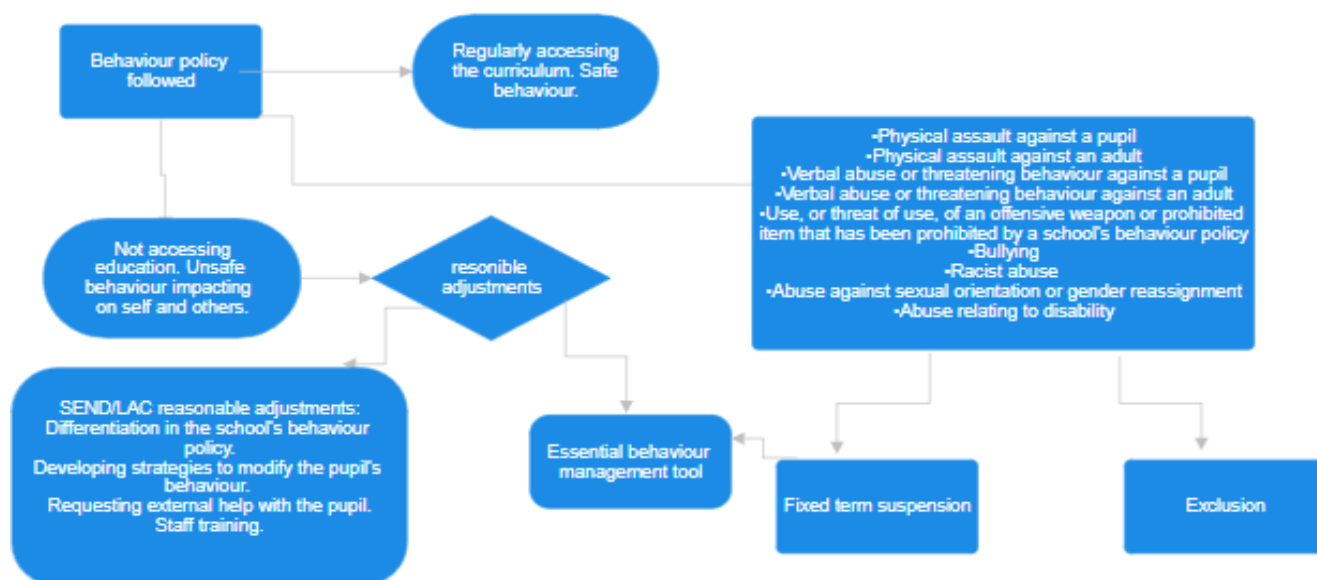 Behaviour policy
followed
Regularly accessing
the curriculum. Safe
behaviour.
•Physical assault against a pupil
•Physical assault against an adult
•Verbal abuse or threatening behaviour against a pupil
•Verbal abuse or threatening behaviour against an adult
•Use, or threat of use, of an offensive weapon or prohibited
item that has been prohibited by a school's behaviour policy
•Bullying
•Racist abuse
•Abuse against sexual orientation or gender reassignment
•Abuse relating to disability
Not accessing
education. Unsafe
behaviour impacting
on self and others.
resonible
adjustments
SEND/LAC reasonable adjustments:
Differentiation in the school's behaviour
policy.
Developing strategies to modify the pupil's
behaviour.
Requesting external help with the pupil.
Staff training.
Essential behaviour
management tool
Fixed term suspension
Exclusion